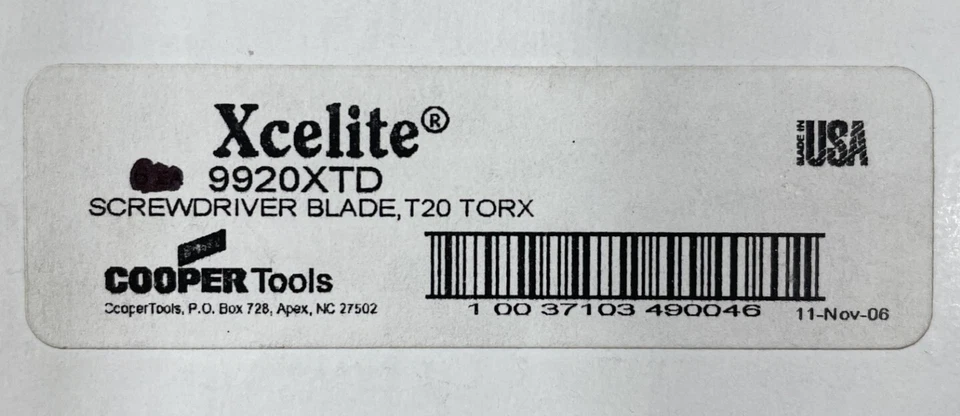 Xcelite®
9920XTD
SCREWDRIVER BLADE,T20 TORX
MADE IN USA
COOPER Tools
CooperTools, P.O. Box 728, Apex, NC 27502
1 00 37103 490046
11-Nov-06